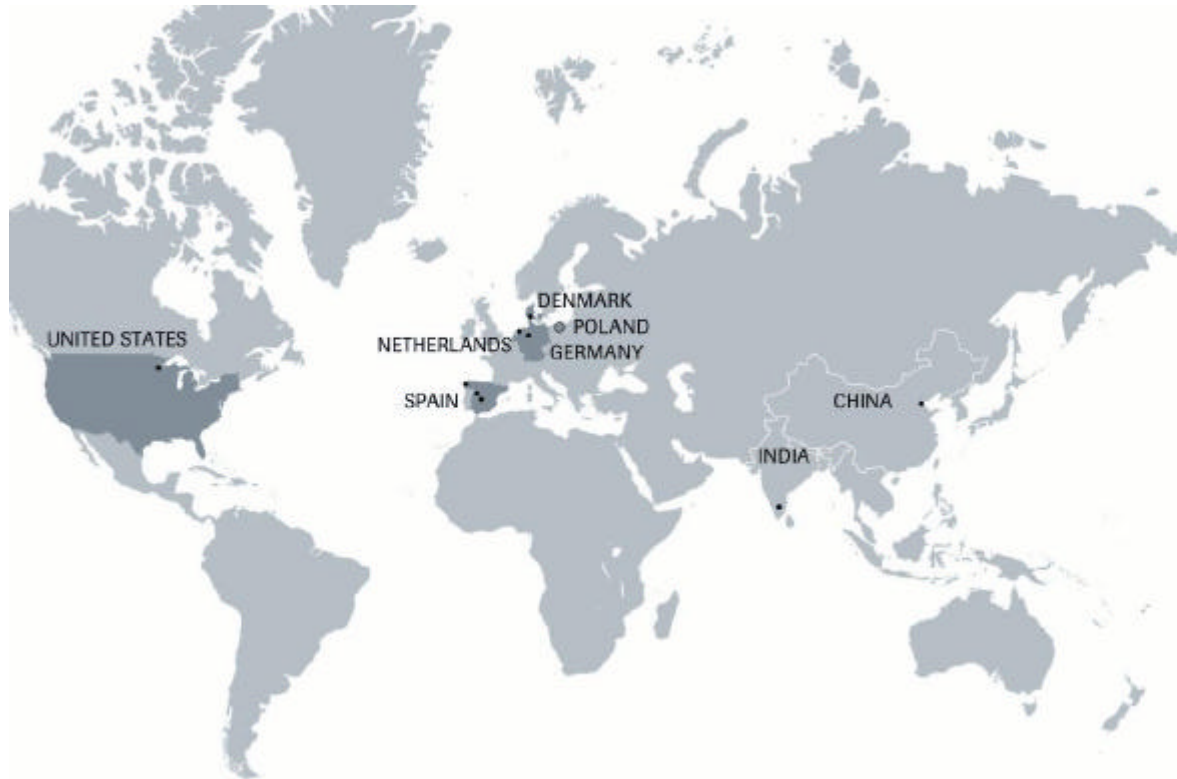 DENMARK
POLAND
UNITED STATES
NETHERLANDS
GERMANY
SPAIN
CHINA
INDIA